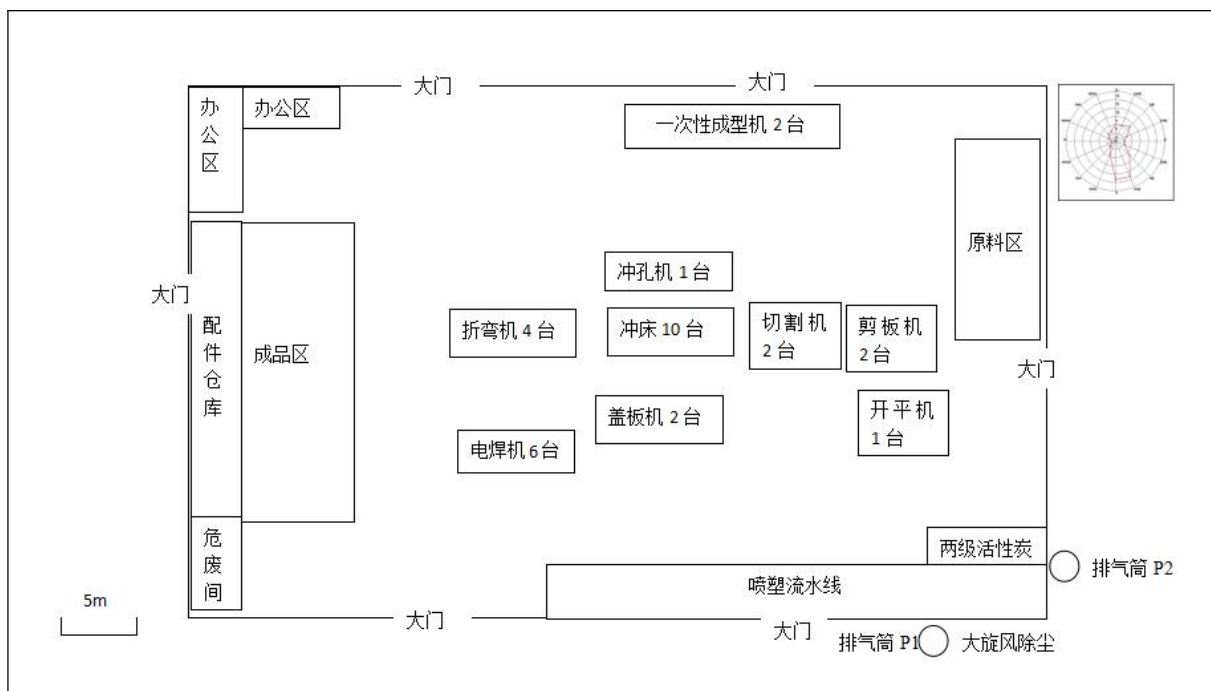 大门
大门
办公区
办公区
一次性成型机 2 台
原料区
冲孔机 1 台
大门
配件仓库
成品区
折弯机 4 台
冲床 10 台
切割机
2 台
剪板机
2 台
大门
盖板机 2 台
开平机
1 台
电焊机 6 台
危废间
两级活性炭
排气筒 P2
喷塑流水线
5m
大门
大门
排气筒 P1
大旋风除尘